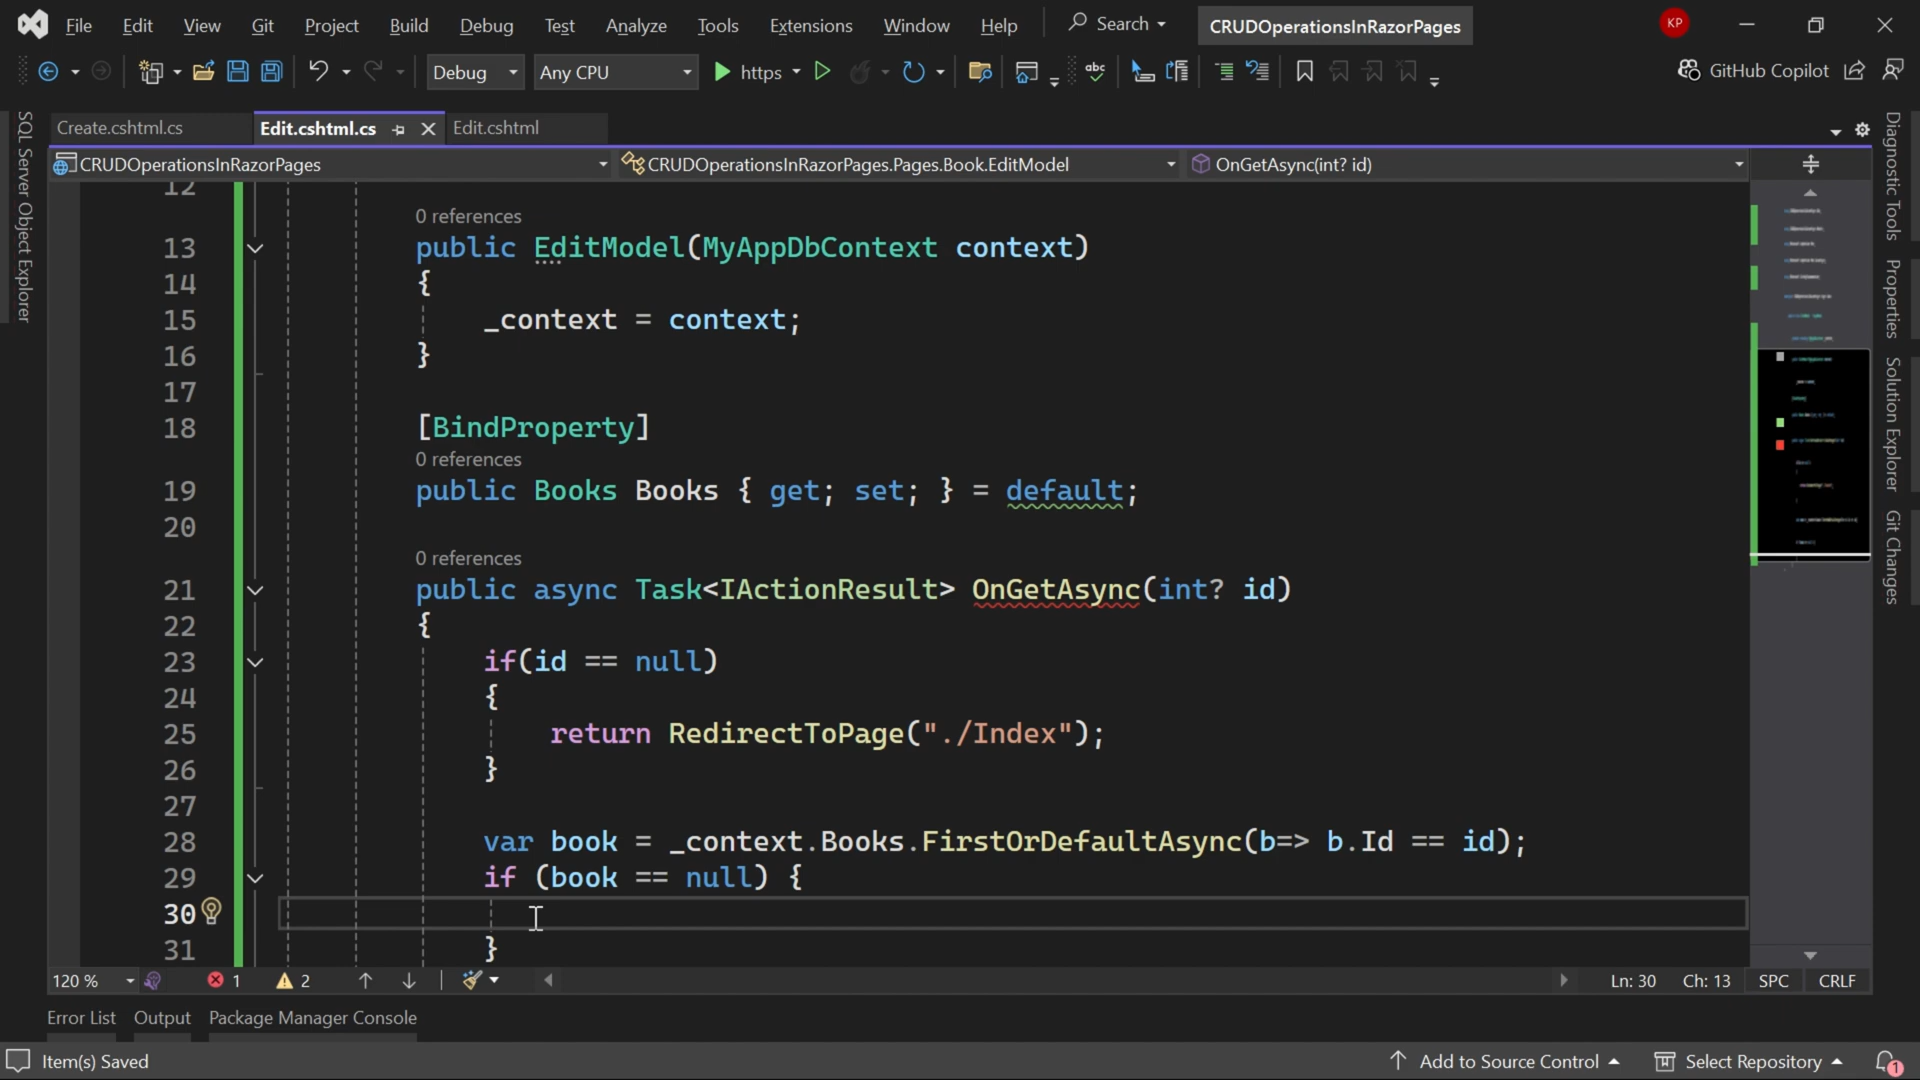 File Edit View Git Project Build Debug Test Analyze Tools Extensions Window Help Search CRUDOperationsInRazorPages KP
Debug Any CPU https abc GitHub Copilot
Create.cshtml.cs Edit.cshtml.cs Edit.cshtml
CRUDOperationsInRazorPages CRUDOperationsInRazorPages.Pages.Book.EditModel OnGetAsync(int? id)
SQL Server Object Explorer
12
0 references
13 public EditModel(MyAppDbContext context)
14 {
15 _context = context;
16 }
17
18 [BindProperty]
0 references
19 public Books Books { get; set; } = default;
20
0 references
21 public async Task<IActionResult> OnGetAsync(int? id)
22 {
23 if(id == null)
24 {
25 return RedirectToPage("./Index");
26 }
27
28 var book = _context.Books.FirstOrDefaultAsync(b=> b.Id == id);
29 if (book == null) {
30
31 }
Diagnostic Tools
Properties
Solution Explorer
Git Changes
120 % 1 2 Ln: 30 Ch: 13 SPC CRLF
Error List Output Package Manager Console
Item(s) Saved Add to Source Control Select Repository 1